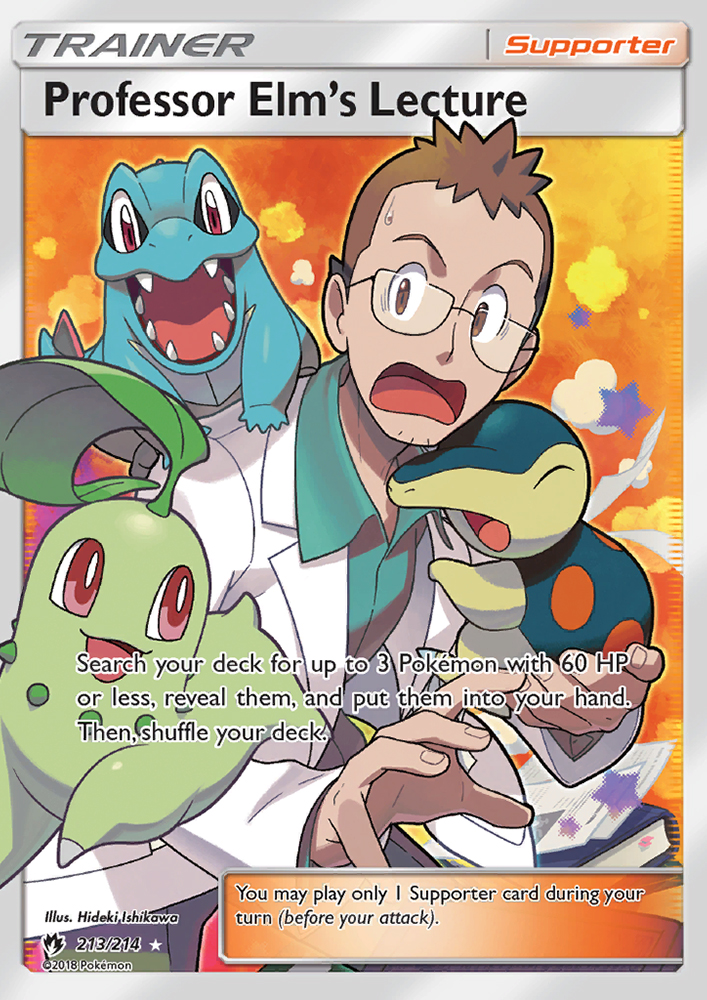 TRAINER
Supporter
Professor Elm's Lecture
Search your deck for up to 3 Pokémon with 60 HP
or less, reveal them, and put them into your hand.
Then, shuffle your deck.
You may play only 1 Supporter card during your
turn (before your attack).
Illus. Hideki Ishikawa
213/214
©2018 Pokémon